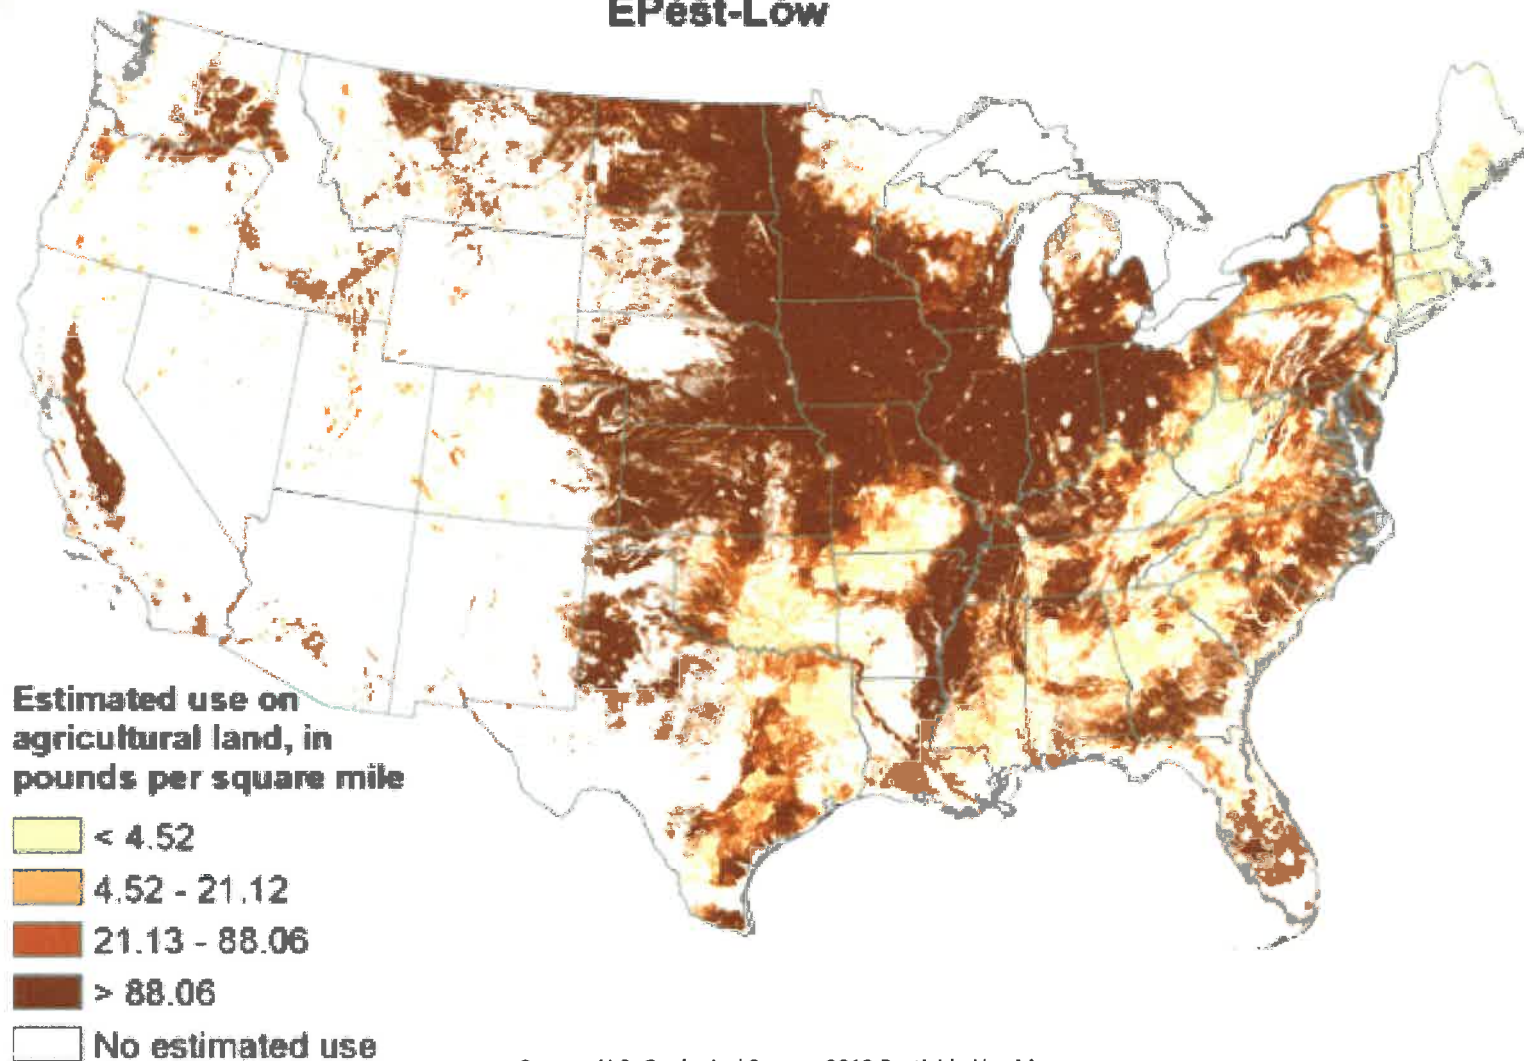 EPest-Low
Estimated use on
agricultural land, in
pounds per square mile
< 4.52
4.52 - 21.12
21.13 - 88.06
> 88.06
No estimated use